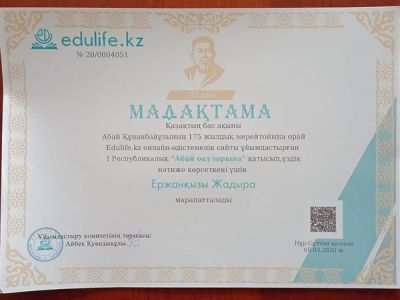 edulife.kz
№ 20/0004051
175 жыл
МАДАҚТАМА
Қазақтың бас ақыны
Абай Құнанбайұлының 175 жылдық мерейтойына орай
Edulife.kz онлайн-әдістемелік сайты ұйымдастырған
I Республикалық "Абай оқуларына" қатысып,үздік
нәтиже көрсеткені үшін
Ержанқызы Жадыра
марапатталады
Ұйымдастыру комитетінің төрағасы:
Айбек Қуандықұлы
Нұр-Сұлтан қаласы
05.03.2020 ж.